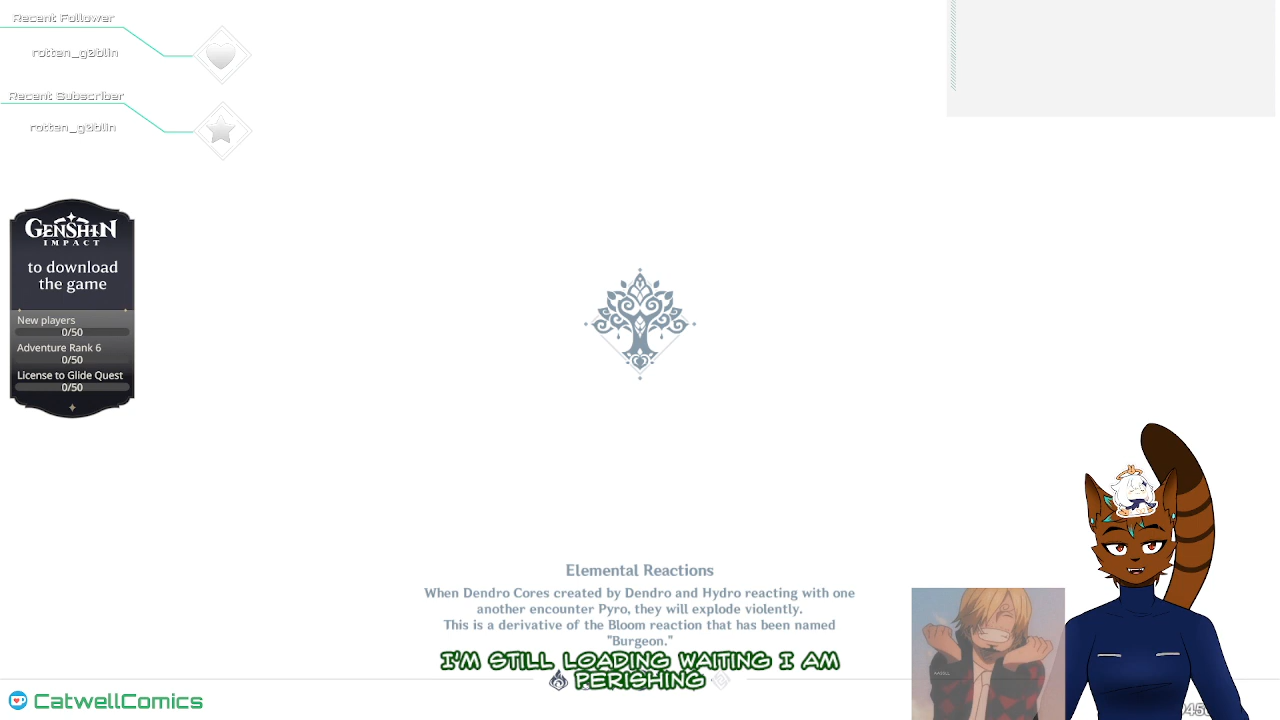 Recent Follower
rotten_g0blin
Recent Subscriber
rotten_g0blin
GENSHIN
IMPACT
to download
the game
New players
0/50
Adventure Rank 6
0/50
License to Glide Quest
0/50
Elemental Reactions
When Dendro Cores created by Dendro and Hydro reacting with one
another encounter Pyro, they will explode violently.
This is a derivative of the Bloom reaction that has been named
"Burgeon."
I'M STILL LOADING WAITING I AM
PERISHING
CatwellComics